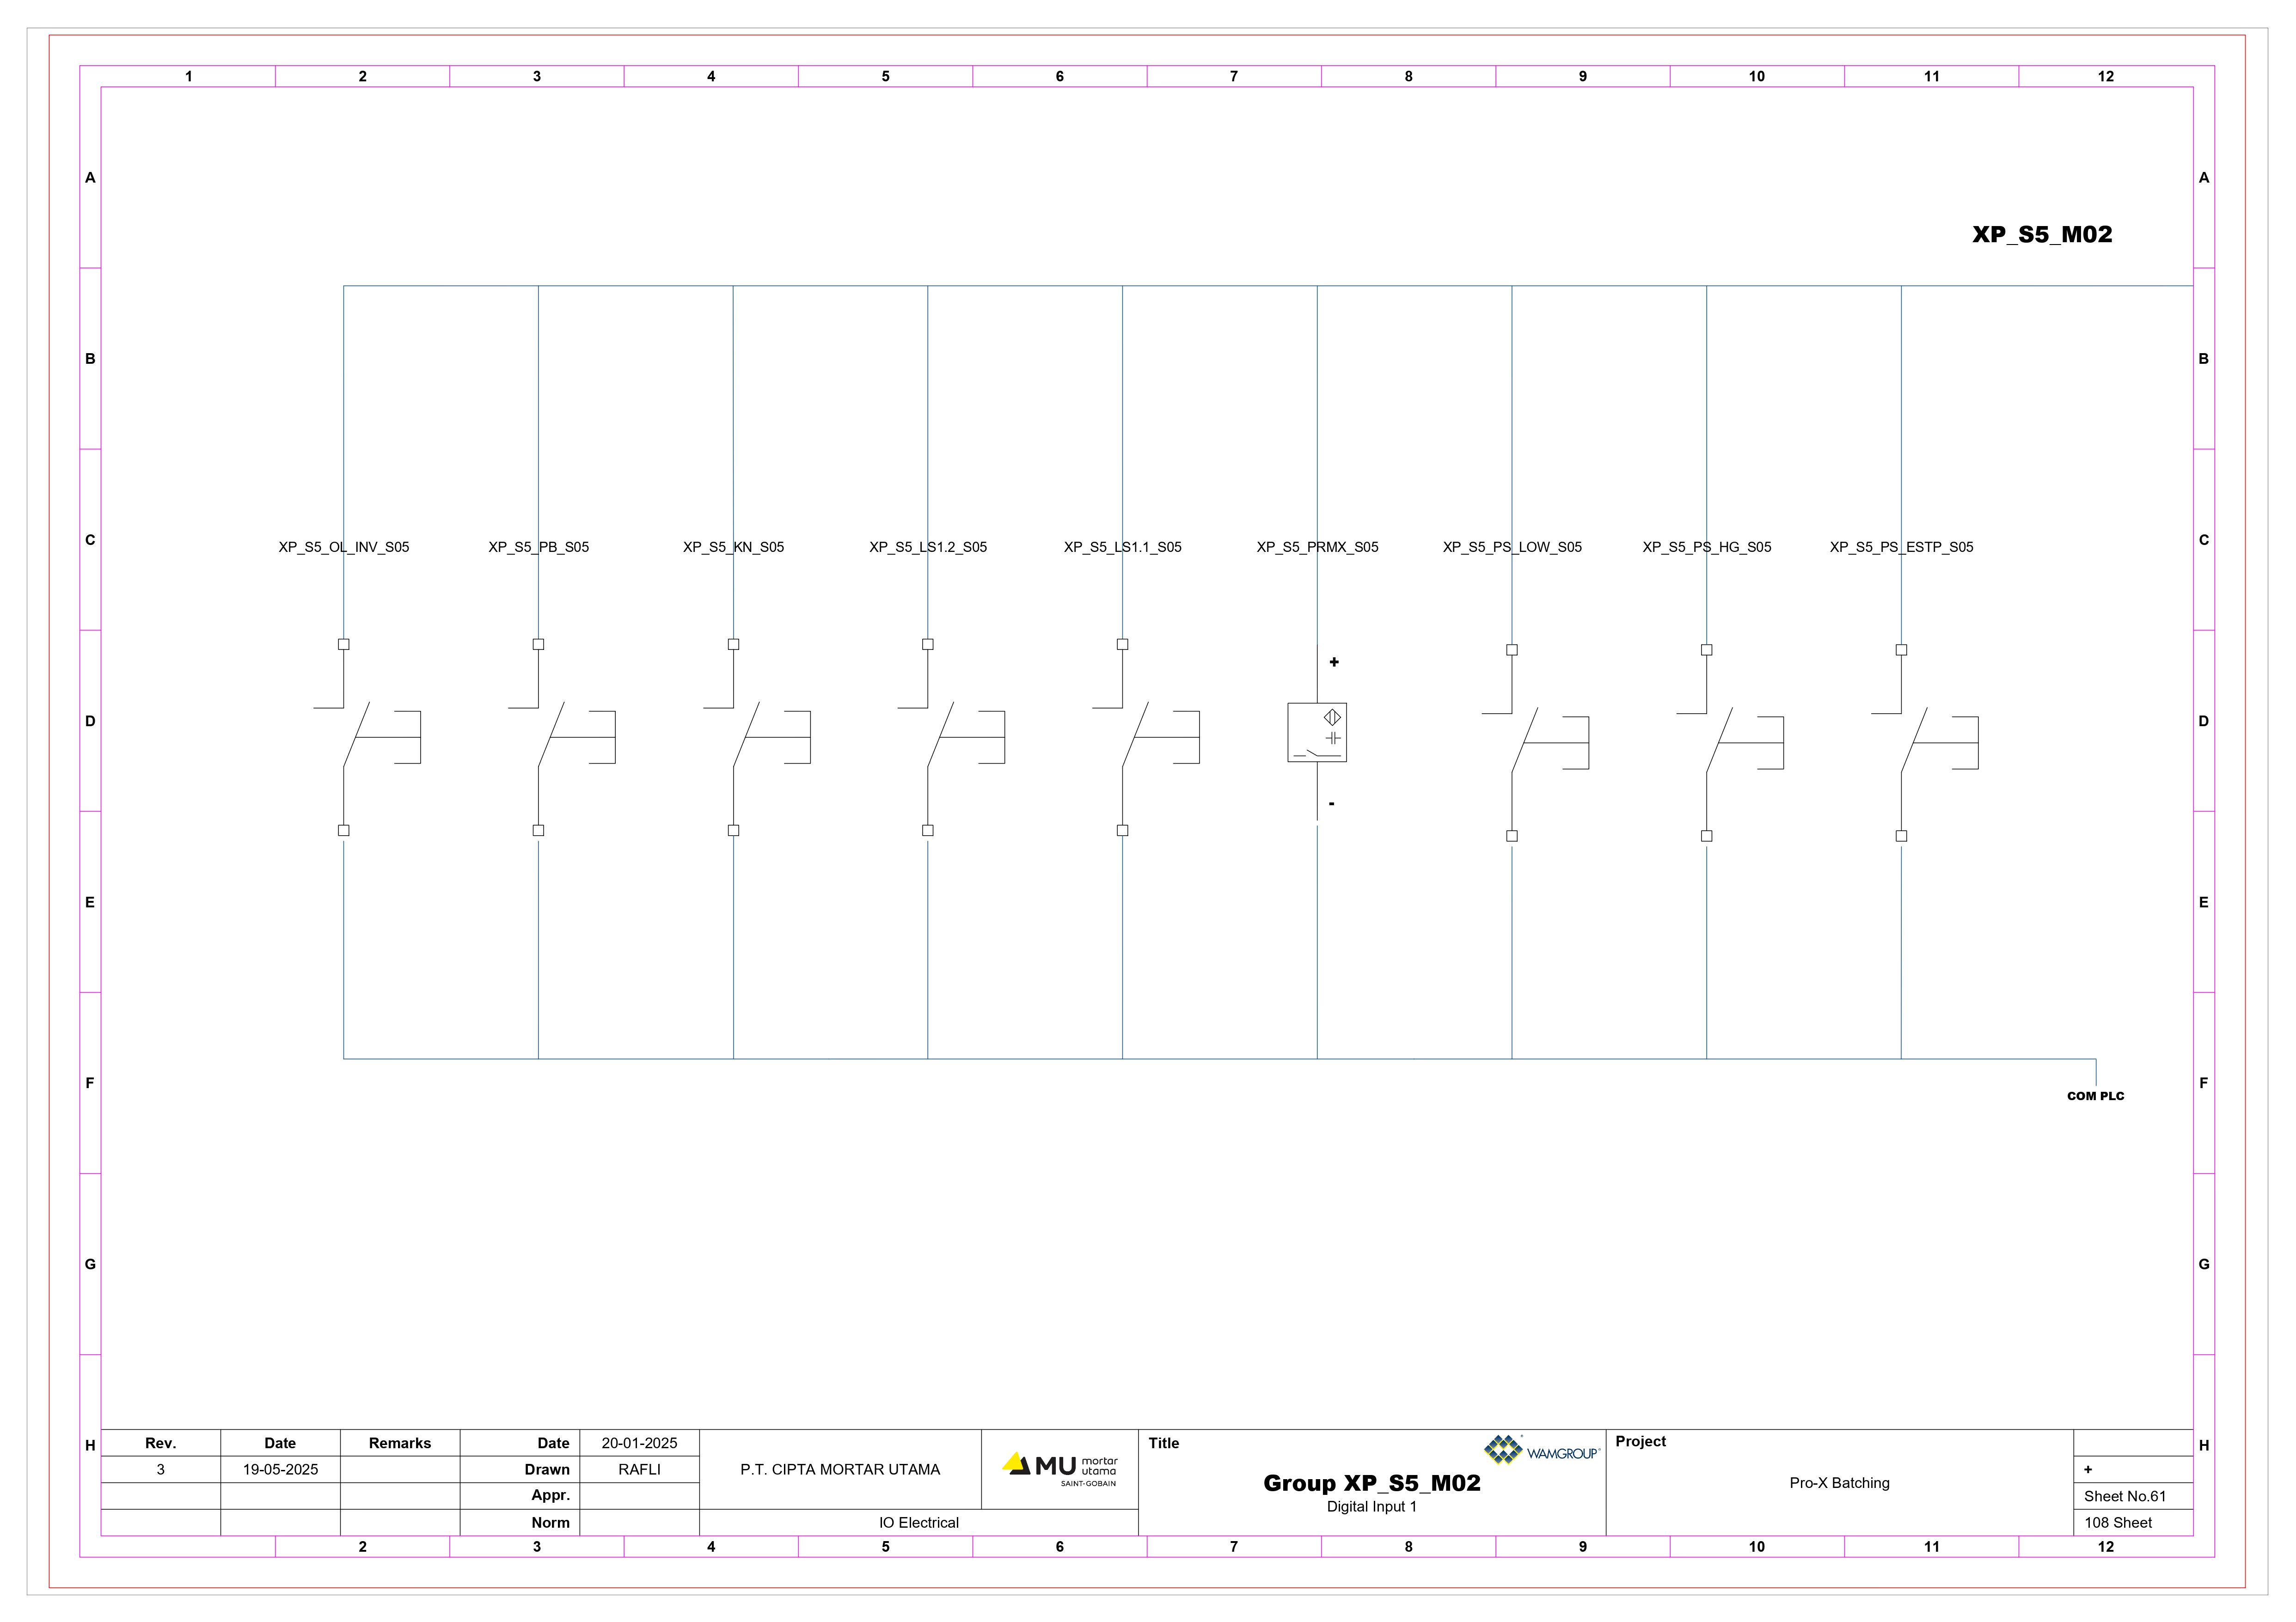 1 2 3 4 5 6 7 8 9 10 11 12
A A
XP_S5_M02
B B
C C
XP_S5_OL_INV_S05 XP_S5_PB_S05 XP_S5_KN_S05 XP_S5_LS1.2_S05 XP_S5_LS1.1_S05 XP_S5_PRMX_S05 XP_S5_PS_LOW_S05 XP_S5_PS_HG_S05 XP_S5_PS_ESTP_S05
+
D D
-
E E
F F
COM PLC
G G
H H
Rev. Date Remarks Date 20-01-2025
3 19-05-2025 Drawn RAFLI
Appr.
Norm
P.T. CIPTA MORTAR UTAMA
MU mortar
utama
SAINT-GOBAIN
IO Electrical
Title
WAMGROUP®
Group XP_S5_M02
Digital Input 1
Project
Pro-X Batching
+
Sheet No.61
108 Sheet
2 3 4 5 6 7 8 9 10 11 12